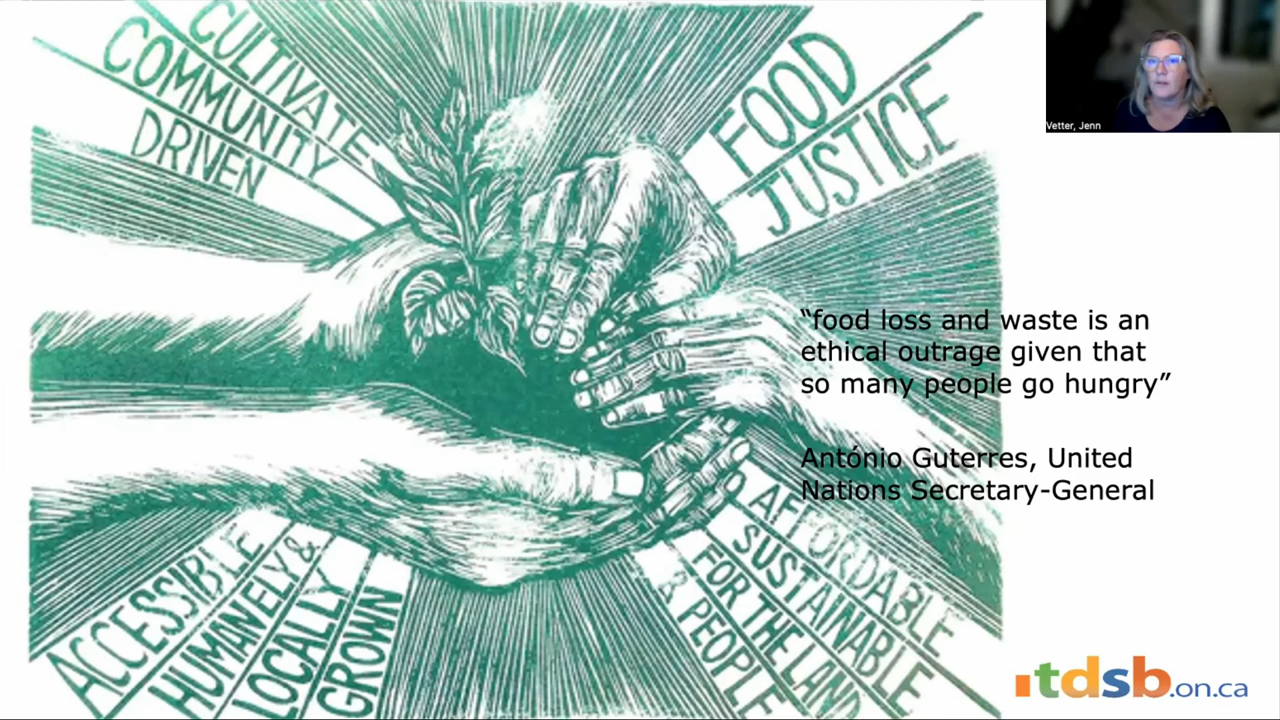 CULTIVAT
COMMUNITY
DRIVEN
FOOD
JUSTICE
Vetter, Jenn
“food loss and waste is an
ethical outrage given that
so many people go hungry”
António Guterres, United
Nations Secretary-General
ACCESSIBLE
HUMANELY &
LOCALLY
GROWN
AFFORDABLE
SUSTAINABLE
FOR THE LAND
& PEOPLE
tdsb.on.ca